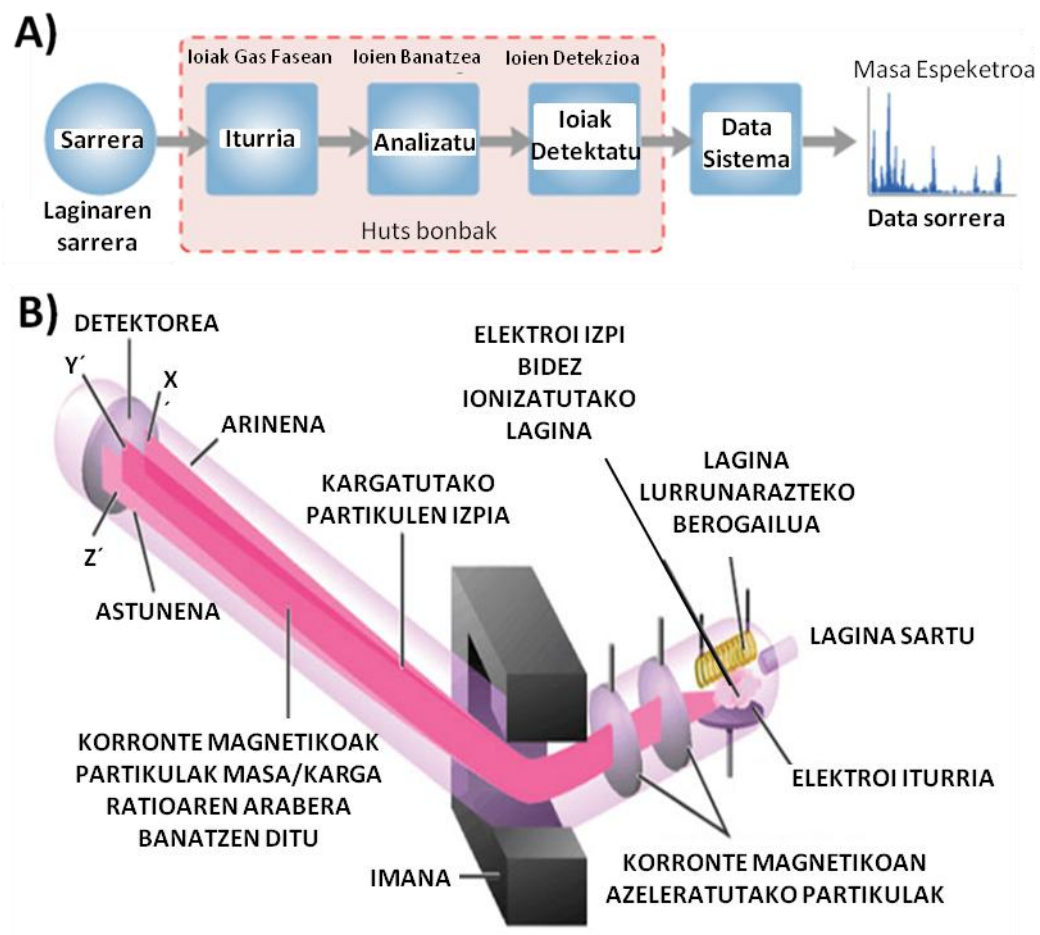 A)
Ioiak Gas Fasean
Ioien Banatzea
Ioien Detekzioa
Masa Espeketroa
Sarrera
Iturria
Analizatu
Ioiak
Detektatu
Data
Sistema
Laginaren
sarrera
Huts bonbak
Data sorrera
B)
DETEKTOREA
Y´
X
´
ARINENA
ELEKTROI IZPI
BIDEZ
IONIZATUTAKO
LAGINA
KARGATUTAKO
PARTIKULEN IZPIA
LAGINA
LURRUNARAZTEKO
BEROGAILUA
Z´
ASTUNENA
LAGINA SARTU
KORRONTE MAGNETIKOAK
PARTIKULAK MASA/KARGA
RATIOAREN ARABERA
BANATZEN DITU
ELEKTROI ITURRIA
IMANA
KORRONTE MAGNETIKOAN
AZELERATUTAKO PARTIKULAK